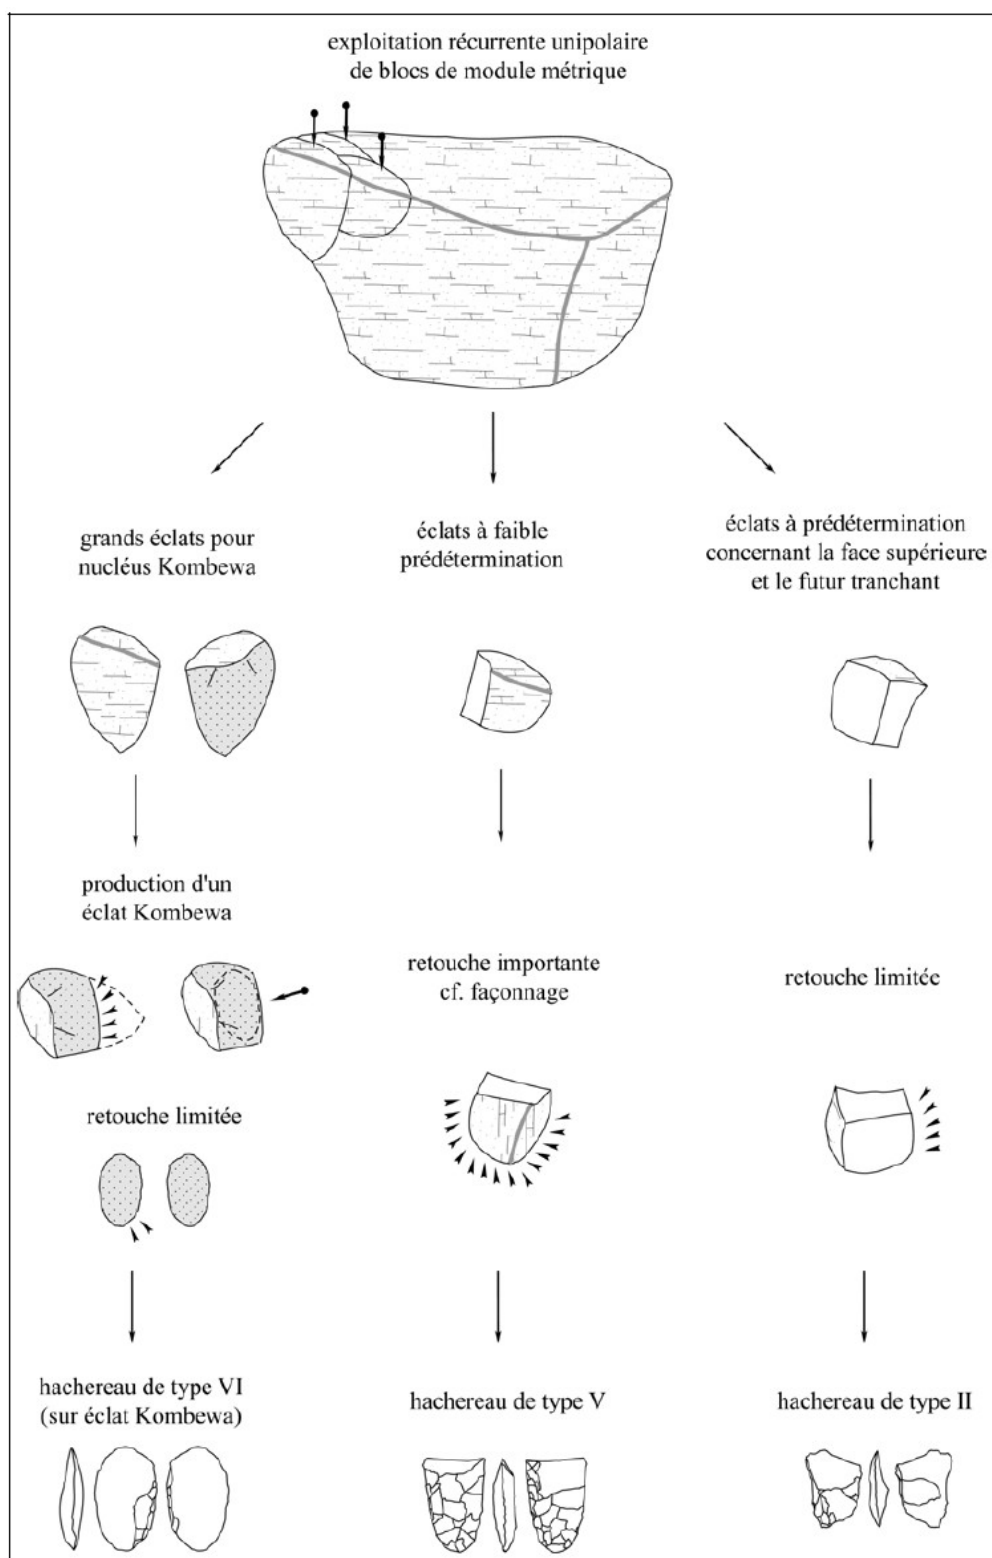 exploitation récurrente unipolaire
de blocs de module métrique
grands éclats pour
nucléus Kombewa
éclats à faible
prédétermination
éclats à prédétermination
concernant la face supérieure
et le futur tranchant
production d'un
éclat Kombewa
retouche importante
cf. façonnage
retouche limitée
retouche limitée
hachereau de type VI
(sur éclat Kombewa)
hachereau de type V
hachereau de type II